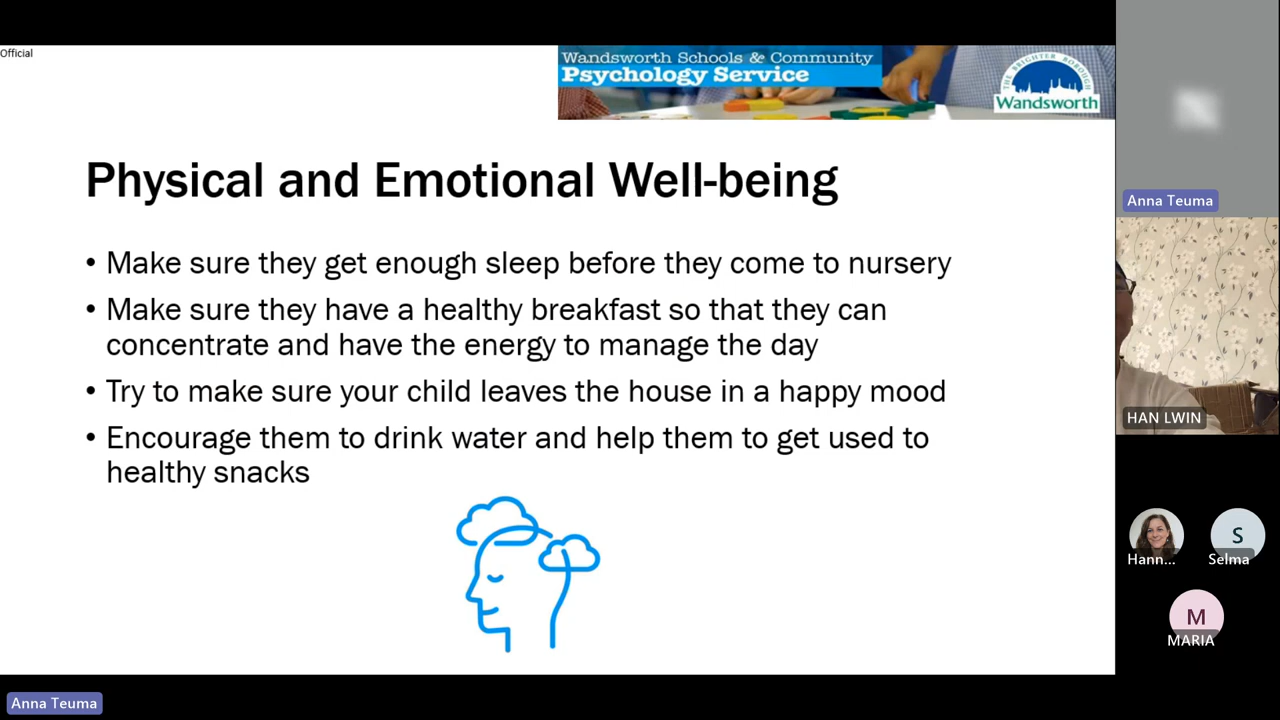 Official
Wandsworth Schools & Community
Psychology Service
THE BRIGHTER BOROUGH
Wandsworth
Physical and Emotional Well-being
• Make sure they get enough sleep before they come to nursery
• Make sure they have a healthy breakfast so that they can
concentrate and have the energy to manage the day
• Try to make sure your child leaves the house in a happy mood
• Encourage them to drink water and help them to get used to
healthy snacks
Anna Teuma
HAN LWIN
Hann...
S
Selma
M
MARIA
Anna Teuma